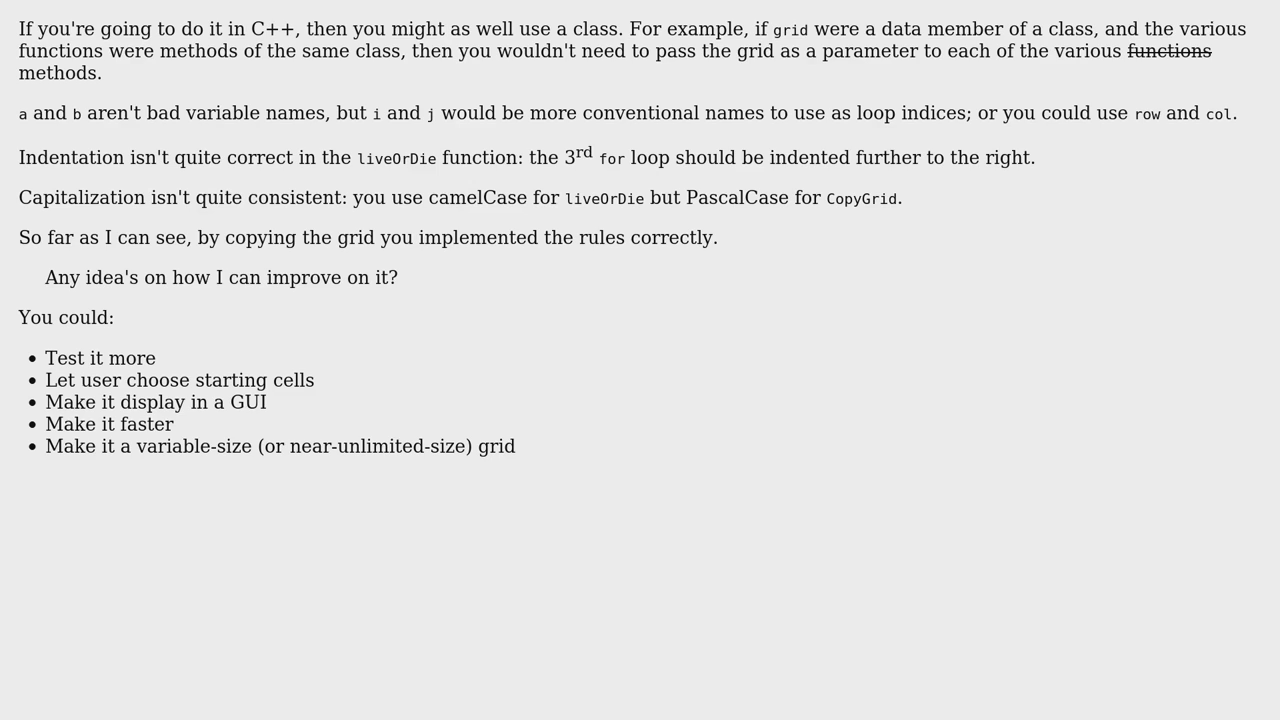 If you're going to do it in C++, then you might as well use a class. For example, if grid were a data member of a class, and the various
functions were methods of the same class, then you wouldn't need to pass the grid as a parameter to each of the various functions
methods.
a and b aren't bad variable names, but i and j would be more conventional names to use as loop indices; or you could use row and col.
Indentation isn't quite correct in the liveOrDie function: the 3rd for loop should be indented further to the right.
Capitalization isn't quite consistent: you use camelCase for liveOrDie but PascalCase for CopyGrid.
So far as I can see, by copying the grid you implemented the rules correctly.
Any idea's on how I can improve on it?
You could:
• Test it more
• Let user choose starting cells
• Make it display in a GUI
• Make it faster
• Make it a variable-size (or near-unlimited-size) grid